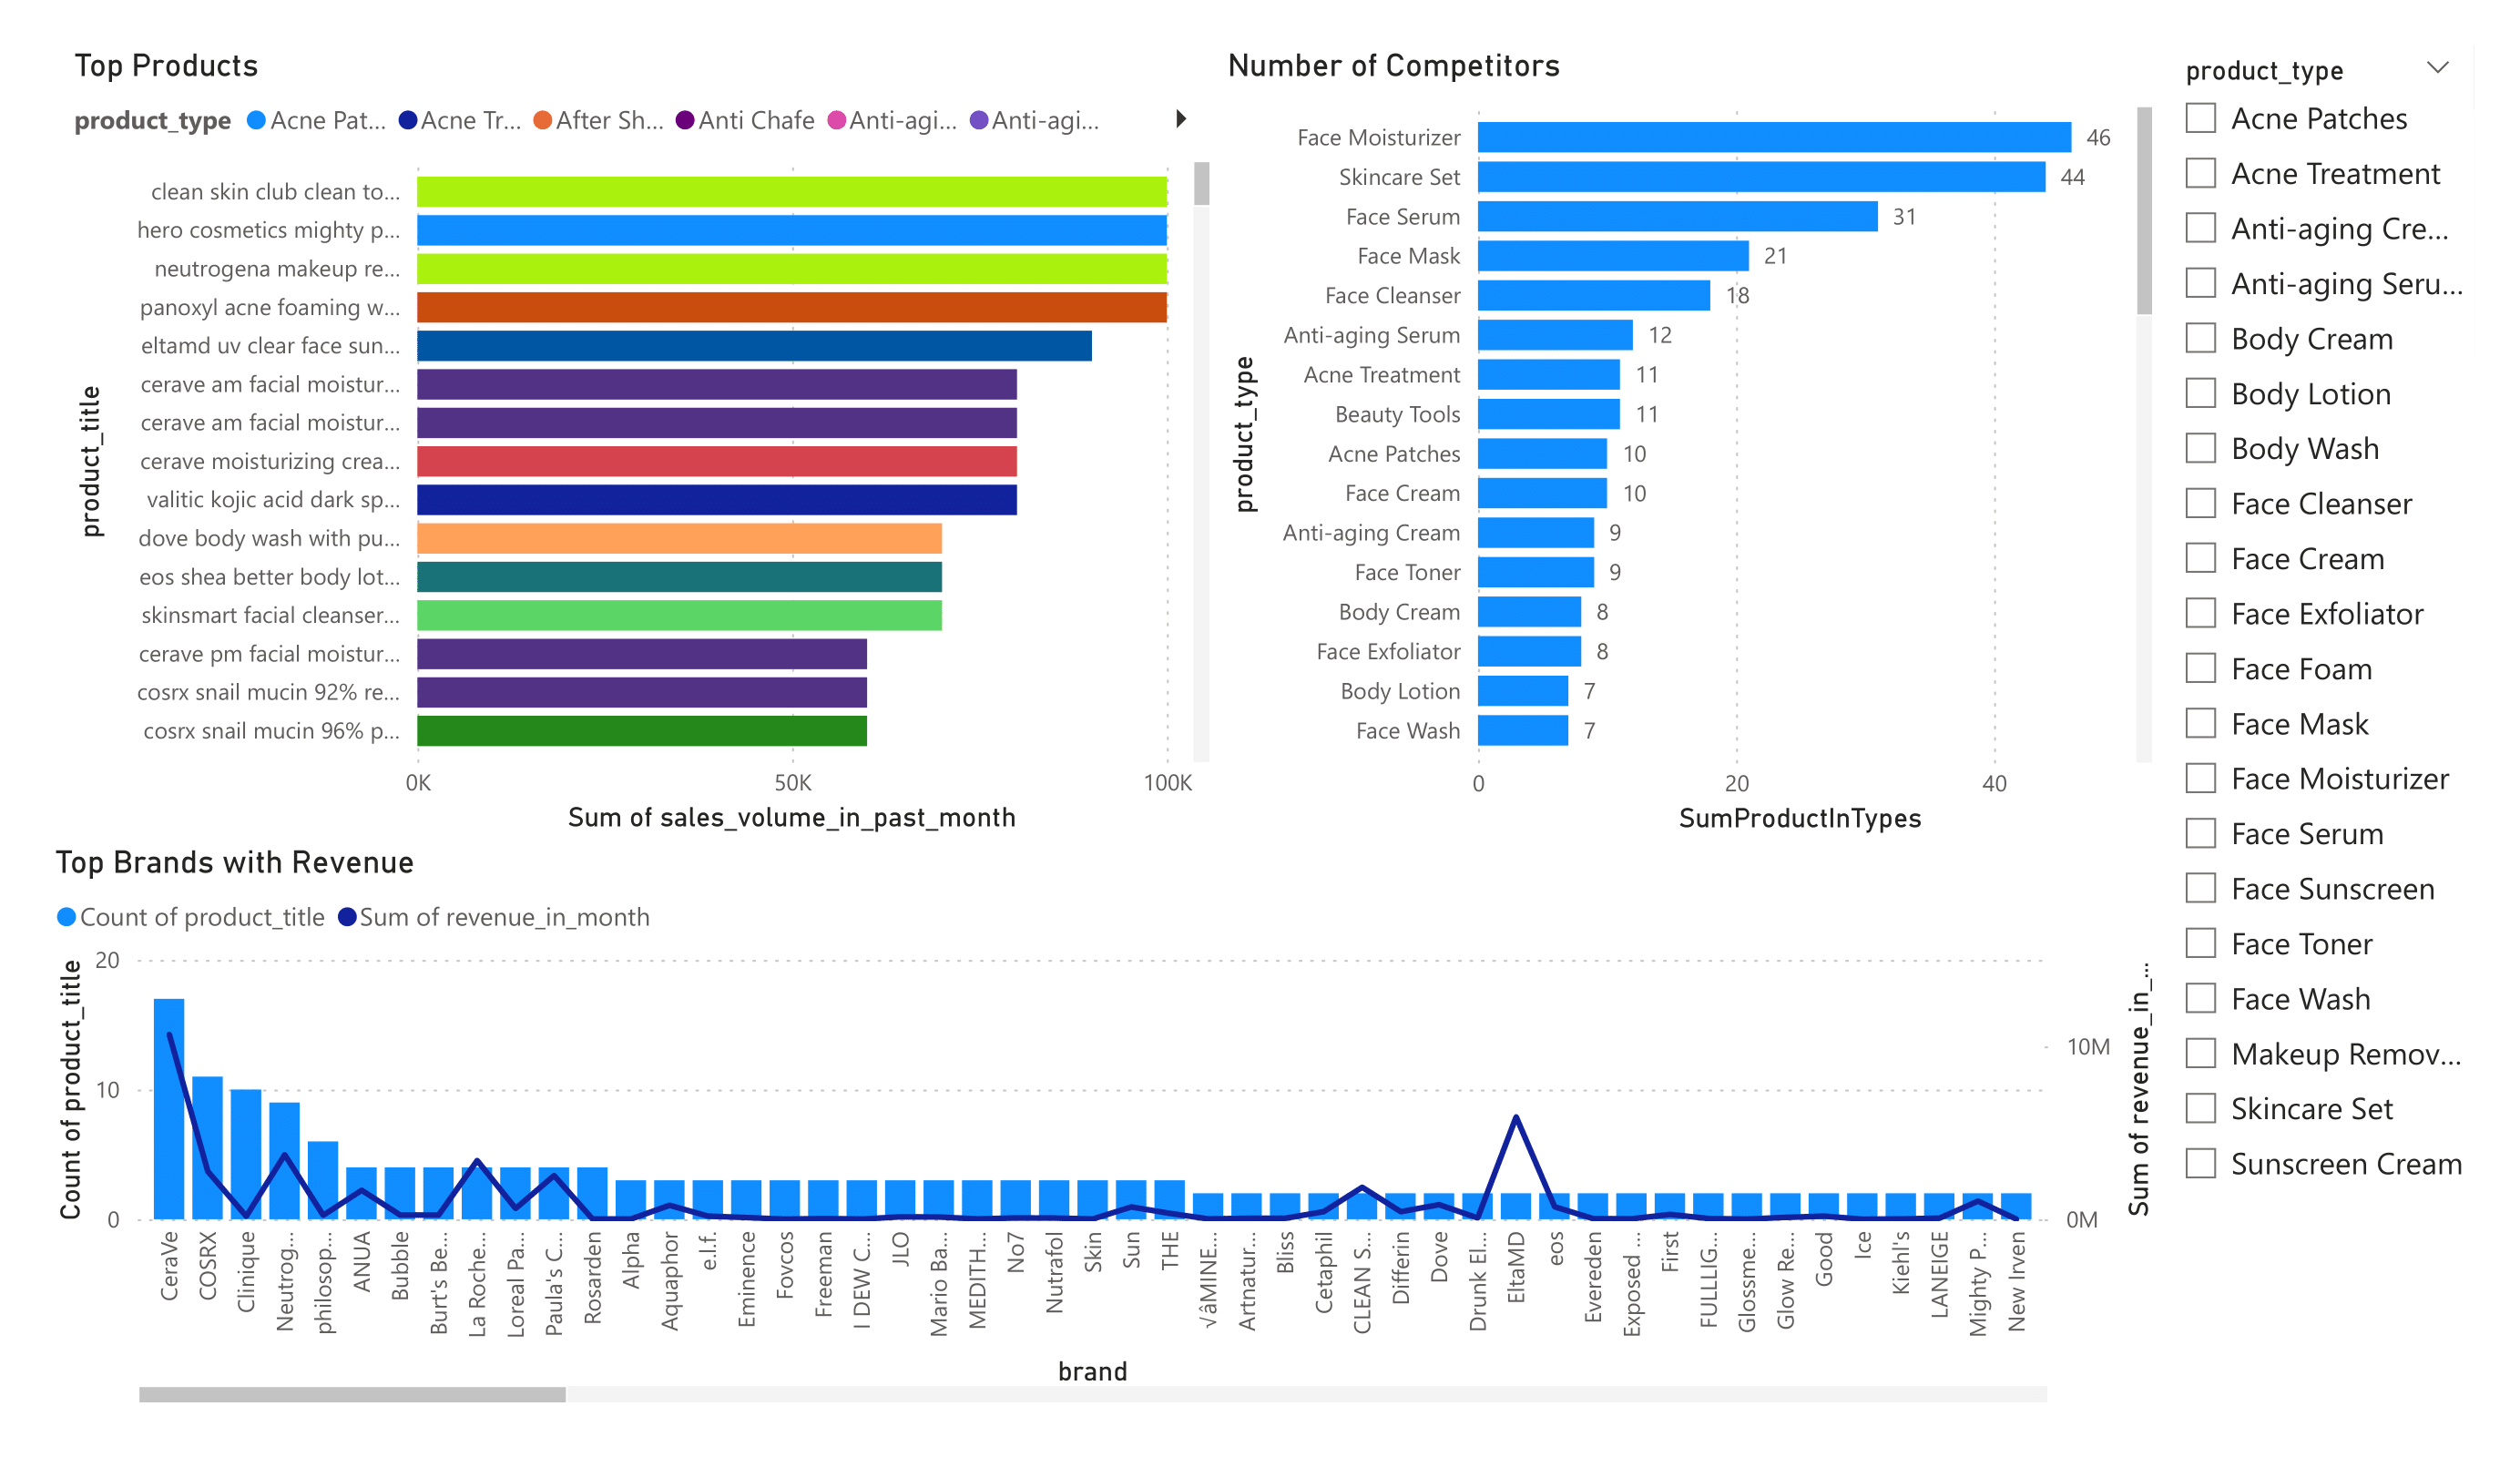 Top Products
product_type Acne Pat... Acne Tr... After Sh... Anti Chafe Anti-agi... Anti-agi...
product_title
clean skin club clean to...
hero cosmetics mighty p...
neutrogena makeup re...
panoxyl acne foaming w...
eltamd uv clear face sun...
cerave am facial moistur...
cerave am facial moistur...
cerave moisturizing crea...
valitic kojic acid dark sp...
dove body wash with pu...
eos shea better body lot...
skinsmart facial cleanser...
cerave pm facial moistur...
cosrx snail mucin 92% re...
cosrx snail mucin 96% p...
0K 50K 100K
Sum of sales_volume_in_past_month
Number of Competitors
product_type
Face Moisturizer 46
Skincare Set 44
Face Serum 31
Face Mask 21
Face Cleanser 18
Anti-aging Serum 12
Acne Treatment 11
Beauty Tools 11
Acne Patches 10
Face Cream 10
Anti-aging Cream 9
Face Toner 9
Body Cream 8
Face Exfoliator 8
Body Lotion 7
Face Wash 7
0 20 40
SumProductInTypes
product_type
Acne Patches
Acne Treatment
Anti-aging Cre...
Anti-aging Seru...
Body Cream
Body Lotion
Body Wash
Face Cleanser
Face Cream
Face Exfoliator
Face Foam
Face Mask
Face Moisturizer
Face Serum
Face Sunscreen
Face Toner
Face Wash
Makeup Remov...
Skincare Set
Sunscreen Cream
Top Brands with Revenue
Count of product_title Sum of revenue_in_month
Count of product_title
20
10
0
10M
0M
Sum of revenue_in_...
CeraVe
COSRX
Clinique
Neutrog...
philosop...
ANUA
Bubble
Burt's Be...
La Roche...
Loreal Pa...
Paula's C...
Rosarden
Alpha
Aquaphor
e.l.f.
Eminence
Fovcos
Freeman
I DEW C...
JLO
Mario Ba...
MEDITH...
No7
Nutrafol
Skin
Sun
THE
√âMINE...
Artnatur...
Bliss
Cetaphil
CLEAN S...
Differin
Dove
Drunk El...
EltaMD
eos
Evereden
Exposed ...
First
FULLLIG...
Glossme...
Glow Re...
Good
Ice
Kiehl's
LANEIGE
Mighty P...
New Irven
brand